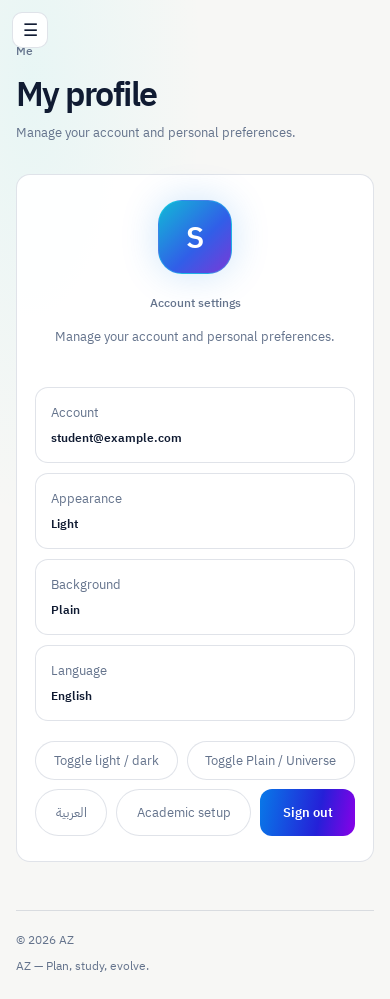 ☰
Me
My profile
Manage your account and personal preferences.
S
Account settings
Manage your account and personal preferences.
Account
student@example.com
Appearance
Light
Background
Plain
Language
English
Toggle light / dark
Toggle Plain / Universe
العربية
Academic setup
Sign out
© 2026 AZ
AZ — Plan, study, evolve.